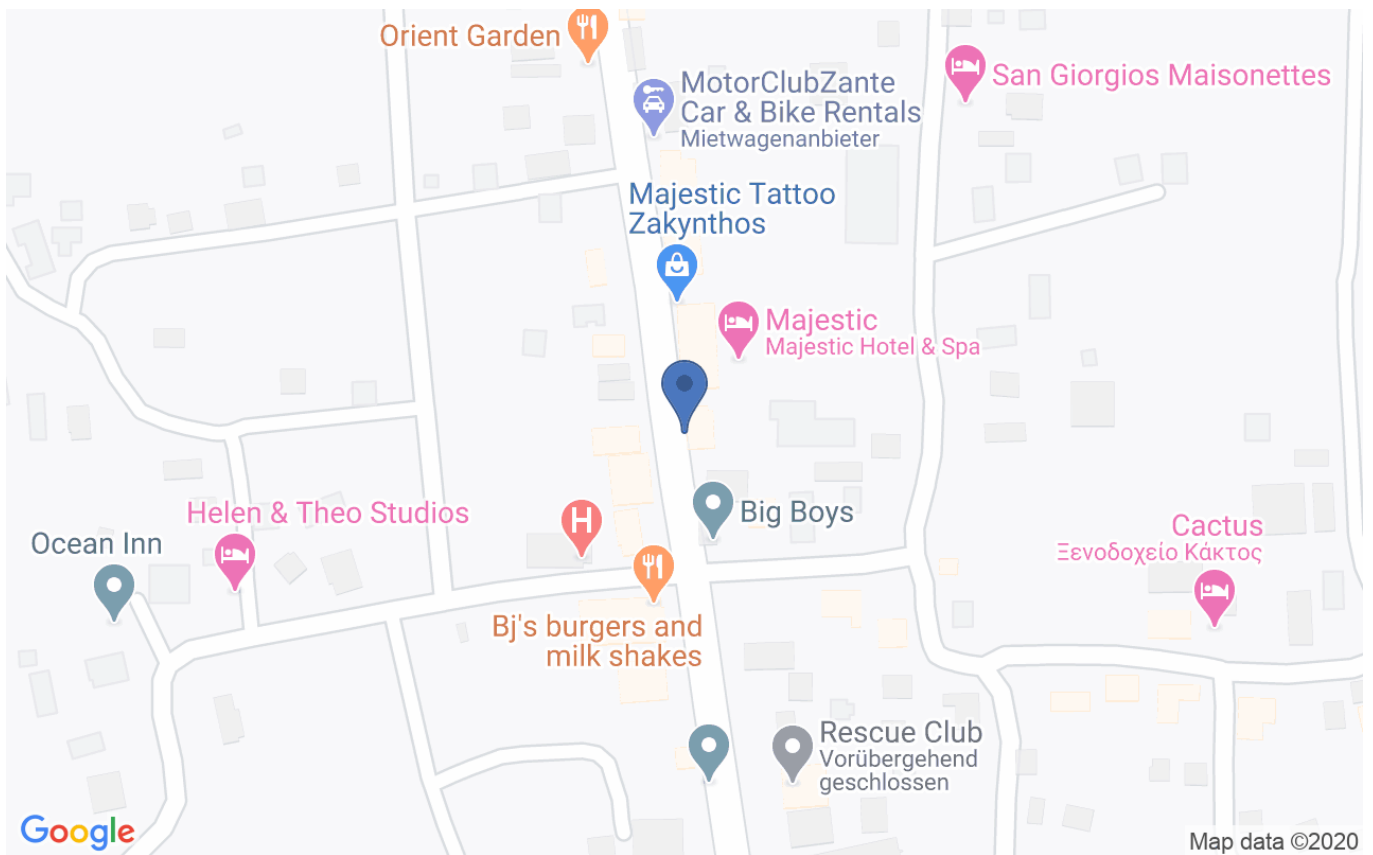 Orient Garden
MotorClubZante
Car & Bike Rentals
Mietwagenanbieter
San Giorgios Maisonettes
Majestic Tattoo
Zakynthos
Majestic
Majestic Hotel & Spa
Big Boys
Helen & Theo Studios
H
Ocean Inn
Cactus
Ξενοδοχείο Κάκτος
Bj's burgers and
milk shakes
Rescue Club
Vorübergehend
geschlossen
Google
Map data ©2020